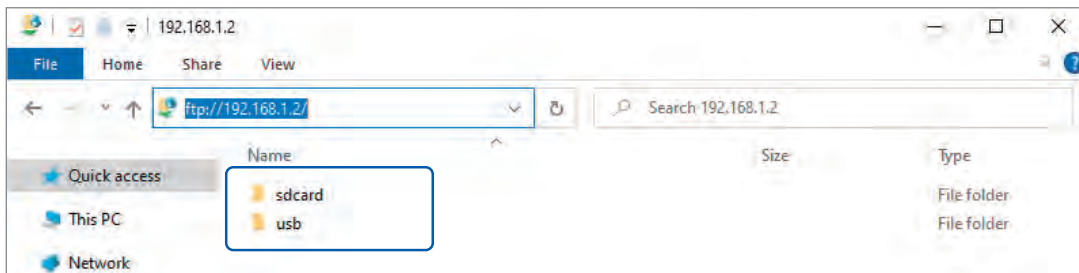 192.168.1.2
File Home Share View
ftp://192.168.1.2/ Search 192.168.1.2
Name Size Type
Quick access
sdcard File folder
This PC
usb File folder
Network